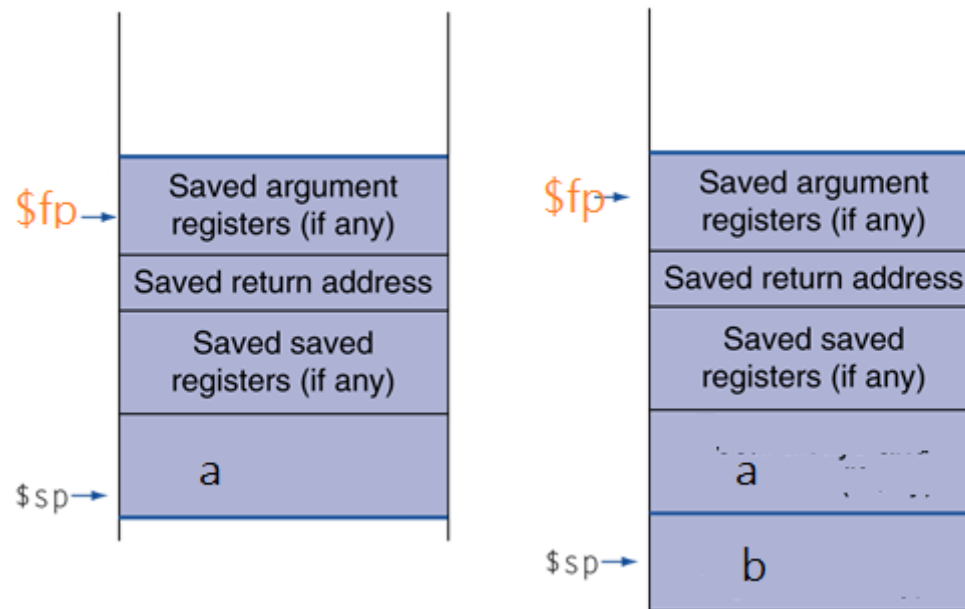 Saved argument
registers (if any)
$fp
Saved return address
Saved saved
registers (if any)
a
$sp
Saved argument
registers (if any)
$fp
Saved return address
Saved saved
registers (if any)
a
$sp
b